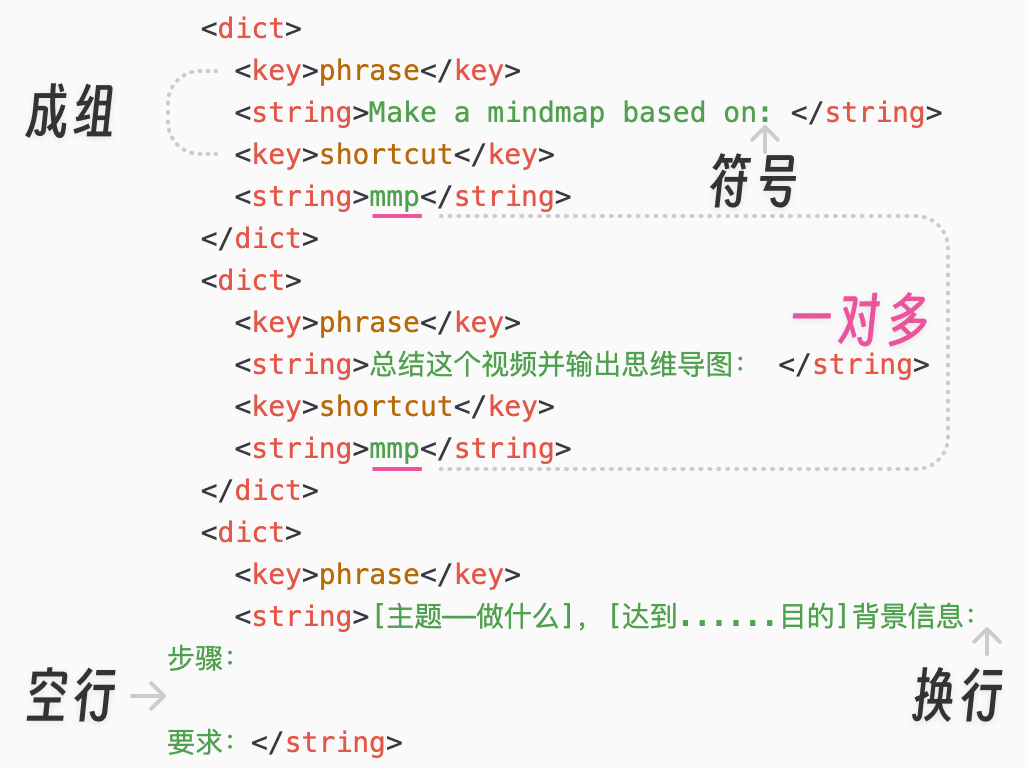 <dict>
<key>phrase</key>
成组
<string>Make a mindmap based on: </string>
<key>shortcut</key>
符号
<string>mmp</string>
</dict>
<dict>
一对多
<key>phrase</key>
<string>总结这个视频并输出思维导图： </string>
<key>shortcut</key>
<string>mmp</string>
</dict>
<dict>
<key>phrase</key>
<string>[主题——做什么]，[达到......目的]背景信息：
步骤：
空行
换行
要求：</string>